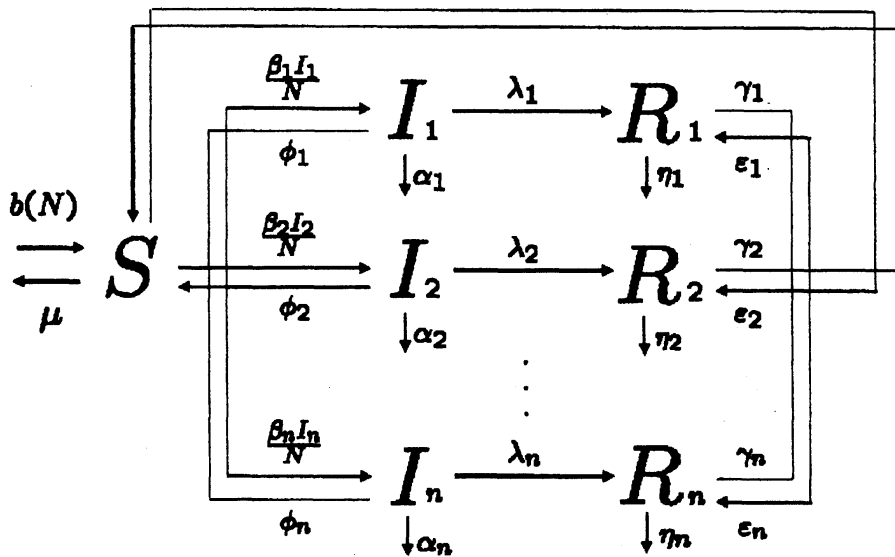 β₁I₁/N I₁ λ₁ R₁ γ₁
ϕ₁ α₁ η₁ ε₁
b(N) S μ
β₂I₂/N I₂ λ₂ R₂ γ₂
ϕ₂ α₂ η₂ ε₂
βₙIₙ/N Iₙ λₙ Rₙ γₙ
ϕₙ αₙ ηₙ εₙ